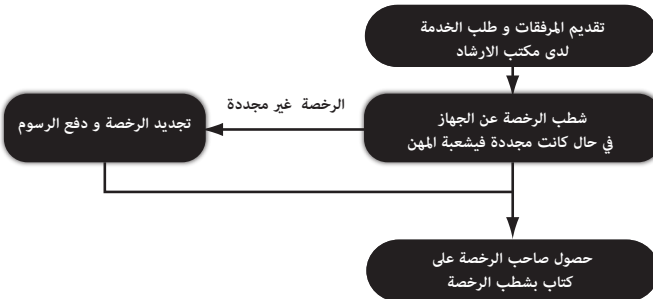 تقديم المرفقات و طلب الخدمة
لدى مكتب الارشاد
شطب الرخصة عن الجهاز
في حال كانت مجددة فيشعبة المهن
الرخصة غير مجددة
تجديد الرخصة و دفع الرسوم
حصول صاحب الرخصة على
كتاب بشطب الرخصة